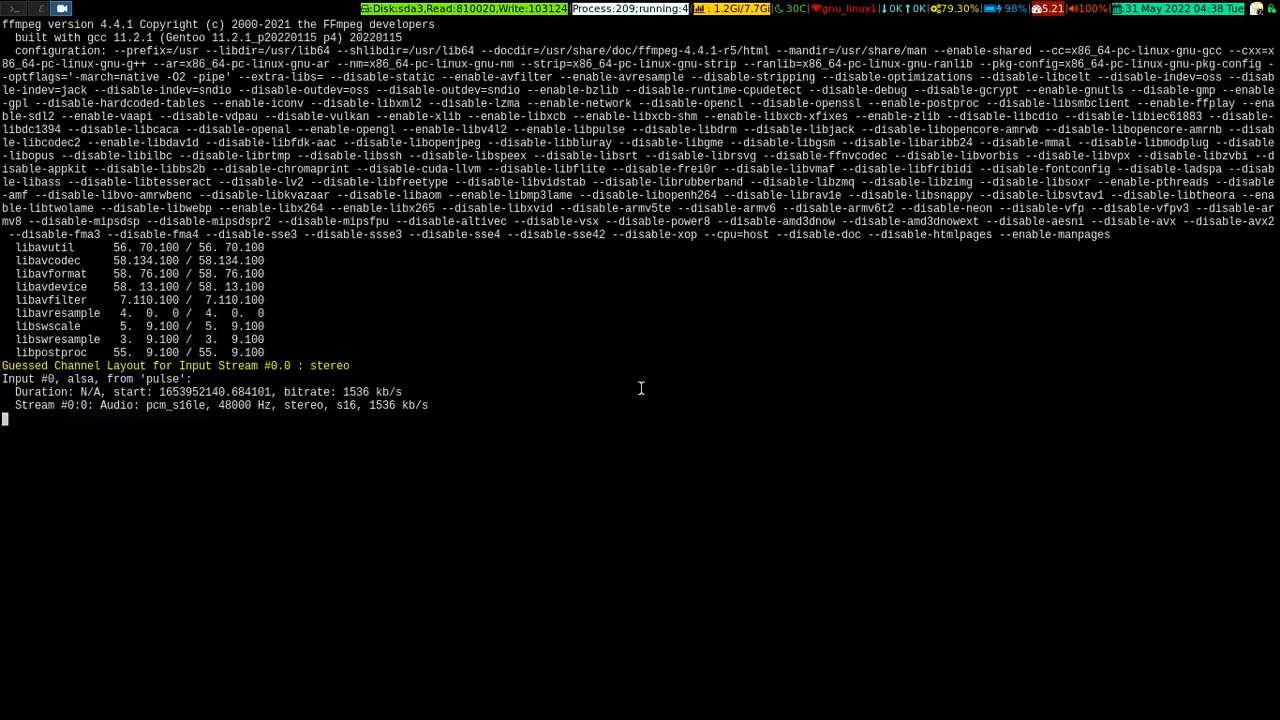 >_ ε Disk:sda3,Read:810020,Write:103124 Process:209;running:4 : 1.2Gi/7.7Gi 30C gnu_linux1 0K 0K 79.30% 98% 5.21 100% :31 May 2022 04:38 Tue
ffmpeg version 4.4.1 Copyright (c) 2000-2021 the FFmpeg developers
built with gcc 11.2.1 (Gentoo 11.2.1_p20220115 p4) 20220115
configuration: --prefix=/usr --libdir=/usr/lib64 --shlibdir=/usr/lib64 --docdir=/usr/share/doc/ffmpeg-4.4.1-r5/html --mandir=/usr/share/man --enable-shared --cc=x86_64-pc-linux-gnu-gcc --cxx=x
86_64-pc-linux-gnu-g++ --ar=x86_64-pc-linux-gnu-ar --nm=x86_64-pc-linux-gnu-nm --strip=x86_64-pc-linux-gnu-strip --ranlib=x86_64-pc-linux-gnu-ranlib --pkg-config=x86_64-pc-linux-gnu-pkg-config -
-optflags='-march=native -O2 -pipe' --extra-libs= --disable-static --enable-avfilter --enable-avresample --disable-stripping --disable-optimizations --disable-libcelt --disable-indev=oss --disab
le-indev=jack --disable-indev=sndio --disable-outdev=oss --disable-outdev=sndio --enable-bzlib --disable-runtime-cpudetect --disable-debug --disable-gcrypt --enable-gnutls --disable-gmp --enable
-gpl --disable-hardcoded-tables --enable-iconv --disable-libxml2 --disable-lzma --enable-network --disable-opencl --disable-openssl --enable-postproc --disable-libsmbclient --enable-ffplay --ena
ble-sdl2 --enable-vaapi --disable-vdpau --disable-vulkan --enable-xlib --enable-libxcb --enable-libxcb-shm --enable-libxcb-xfixes --enable-zlib --disable-libcdio --disable-libiec61883 --disable-
libdc1394 --disable-libcaca --disable-openal --enable-opengl --enable-libv4l2 --enable-libpulse --disable-libdrm --disable-libjack --disable-libopencore-amrwb --disable-libopencore-amrnb --disab
le-libcodec2 --enable-libdav1d --disable-libfdk-aac --disable-libopenjpeg --disable-libbluray --disable-libgme --disable-libgsm --disable-libaribb24 --disable-mmal --disable-libmodplug --disable
-libopus --disable-libilbc --disable-librtmp --disable-libssh --disable-libspeex --disable-libsrt --disable-librsvg --disable-ffnvcodec --disable-libvorbis --disable-libvpx --disable-libzvbi --d
isable-appkit --disable-libbs2b --disable-chromaprint --disable-cuda-llvm --disable-libflite --disable-frei0r --disable-libvmaf --disable-libfribidi --disable-fontconfig --disable-ladspa --disab
le-libass --disable-libtesseract --disable-lv2 --disable-libfreetype --disable-libvidstab --disable-librubberband --disable-libzmq --disable-libzimg --disable-libsoxr --enable-pthreads --disable
-amf --disable-libvo-amrwbenc --disable-libkvazaar --disable-libaom --enable-libmp3lame --disable-libopenh264 --disable-librav1e --disable-libsnappy --disable-libsvtav1 --disable-libtheora --ena
ble-libtwolame --disable-libwebp --enable-libx264 --enable-libx265 --disable-libxvid --disable-armv5te --disable-armv6 --disable-armv6t2 --disable-neon --disable-vfp --disable-vfpv3 --disable-ar
mv8 --disable-mipsdsp --disable-mipsdspr2 --disable-mipsfpu --disable-altivec --disable-vsx --disable-power8 --disable-amd3dnow --disable-amd3dnowext --disable-aesni --disable-avx --disable-avx2
--disable-fma3 --disable-fma4 --disable-sse3 --disable-ssse3 --disable-sse4 --disable-sse42 --disable-xop --cpu=host --disable-doc --disable-htmlpages --enable-manpages
libavutil 56. 70.100 / 56. 70.100
libavcodec 58.134.100 / 58.134.100
libavformat 58. 76.100 / 58. 76.100
libavdevice 58. 13.100 / 58. 13.100
libavfilter 7.110.100 / 7.110.100
libavresample 4. 0. 0 / 4. 0. 0
libswscale 5. 9.100 / 5. 9.100
libswresample 3. 9.100 / 3. 9.100
libpostproc 55. 9.100 / 55. 9.100
Guessed Channel Layout for Input Stream #0.0 : stereo
Input #0, alsa, from 'pulse':
Duration: N/A, start: 1653952140.684101, bitrate: 1536 kb/s
Stream #0:0: Audio: pcm_s16le, 48000 Hz, stereo, s16, 1536 kb/s